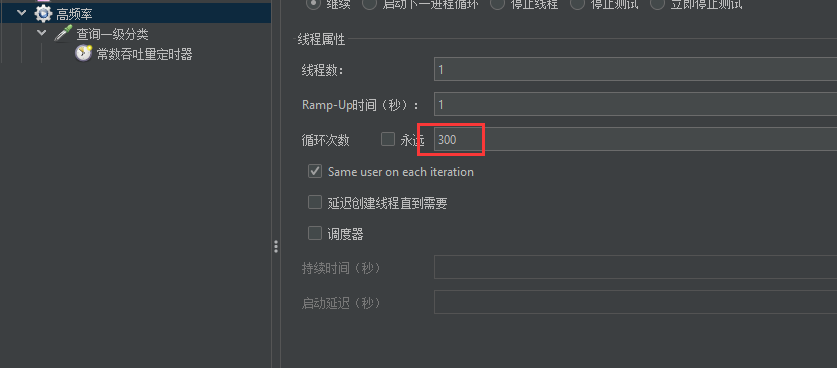 高频率
查询一级分类
常数吞吐量定时器
继续 启动下一进程循环 停止线程 停止测试 立即停止测试
线程属性
线程数: 1
Ramp-Up时间（秒）: 1
循环次数 永远 300
Same user on each iteration
延迟创建线程直到需要
调度器
持续时间（秒）
启动延迟（秒）